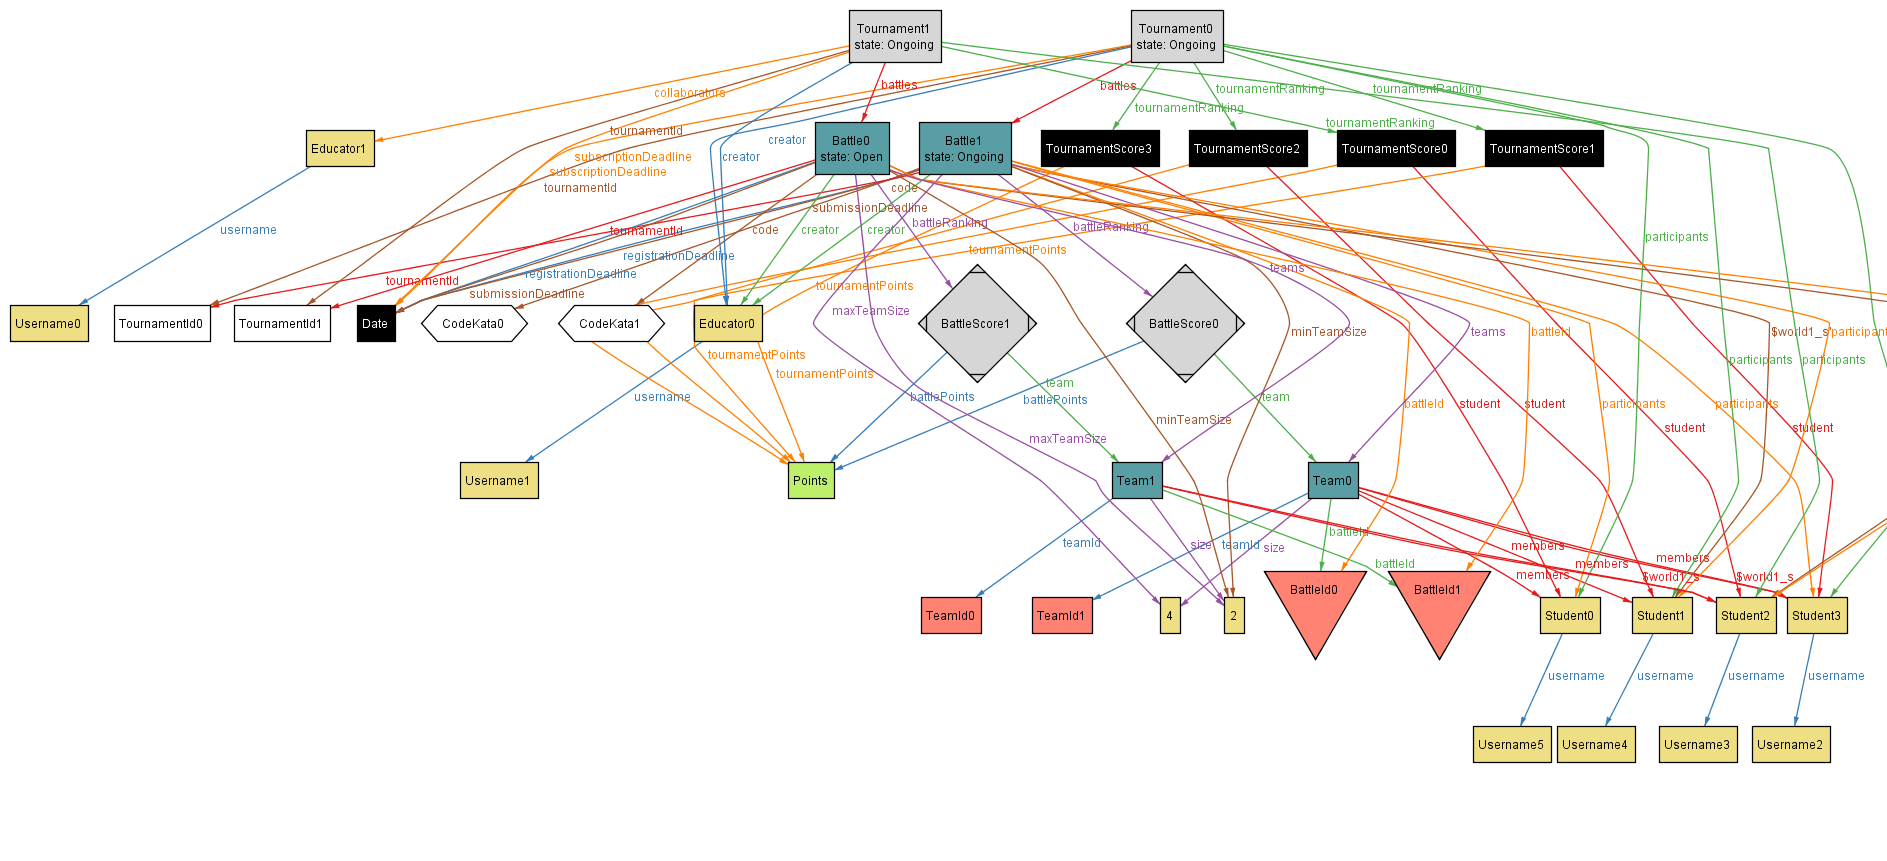 Tournament1
state: Ongoing
Tournament0
state: Ongoing
collaborators
battles
battles
tournamentRanking
tournamentRanking
tournamentRanking
tournamentRanking
tournamentId
creator
subscriptionDeadline
creator
subscriptionDeadline
tournamentId
Educator1
Battle0
state: Open
Battle1
state: Ongoing
TournamentScore3
TournamentScore2
TournamentScore0
TournamentScore1
code
submissionDeadline
username
tournamentId
code
creator
creator
battleRanking
battleRanking
participants
tournamentPoints
registrationDeadline
registrationDeadline
teams
tournamentId
tournamentPoints
submissionDeadline
maxTeamSize
Username0
TournamentId0
TournamentId1
Date
CodeKata0
CodeKata1
Educator0
BattleScore1
BattleScore0
minTeamSize
teams
battleId
$world1_s
participant
tournamentPoints
participants
participants
tournamentPoints
team
username
battlePoints
battlePoints
team
battleId
student
student
participants
participants
minTeamSize
student
student
maxTeamSize
Username1
Points
Team1
Team0
teamId
size
teamId
size
battleId
battleId
members
members
members
members
$world1_s
$world1_s
TeamId0
TeamId1
4
2
BattleId0
BattleId1
Student0
Student1
Student2
Student3
username
username
username
username
Username5
Username4
Username3
Username2